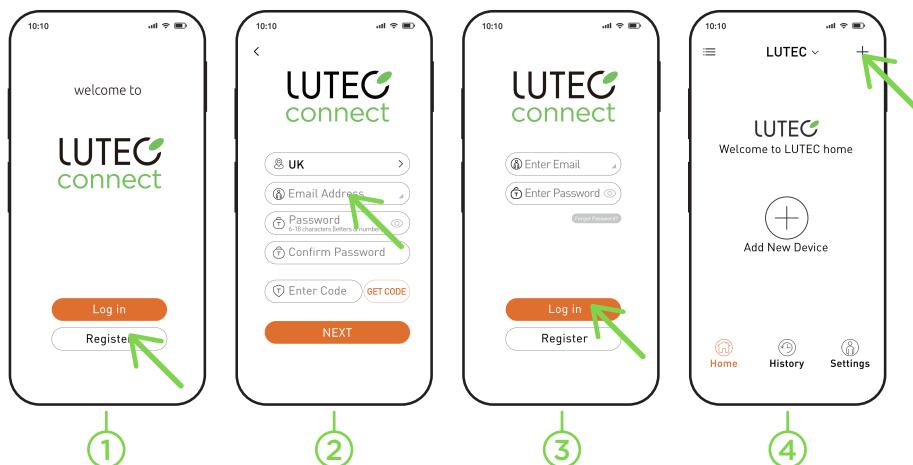 10:10
welcome to
LUTEC
connect
Log in
Register
1
10:10
LUTEC
connect
UK
Email Address
Password
6-18 characters (letters & number)
Confirm Password
Enter Code
GET CODE
NEXT
2
10:10
LUTEC
connect
Enter Email
Enter Password
Forgot Password?
Log in
Register
3
10:10
LUTEC
LUTEC
Welcome to LUTEC home
Add New Device
Home History Settings
4